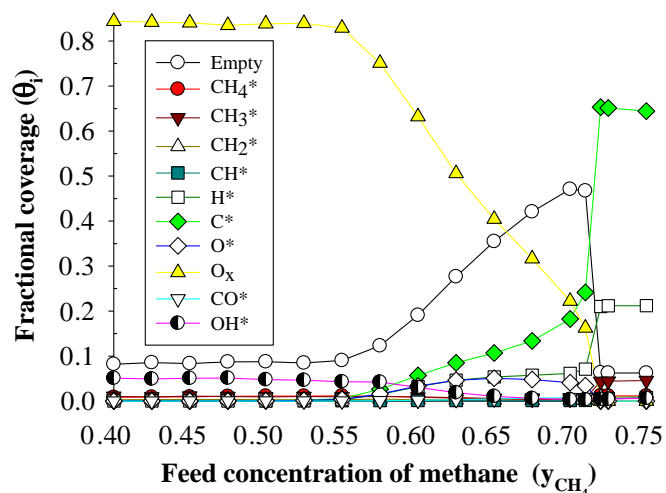 Fractional coverage (θi)
0.8
0.7
0.6
0.5
0.4
0.3
0.2
0.1
0.0
Empty
CH4*
CH3*
CH2*
CH*
H*
C*
O*
Ox
CO*
OH*
0.40 0.45 0.50 0.55 0.60 0.65 0.70 0.75
Feed concentration of methane (yCH4)